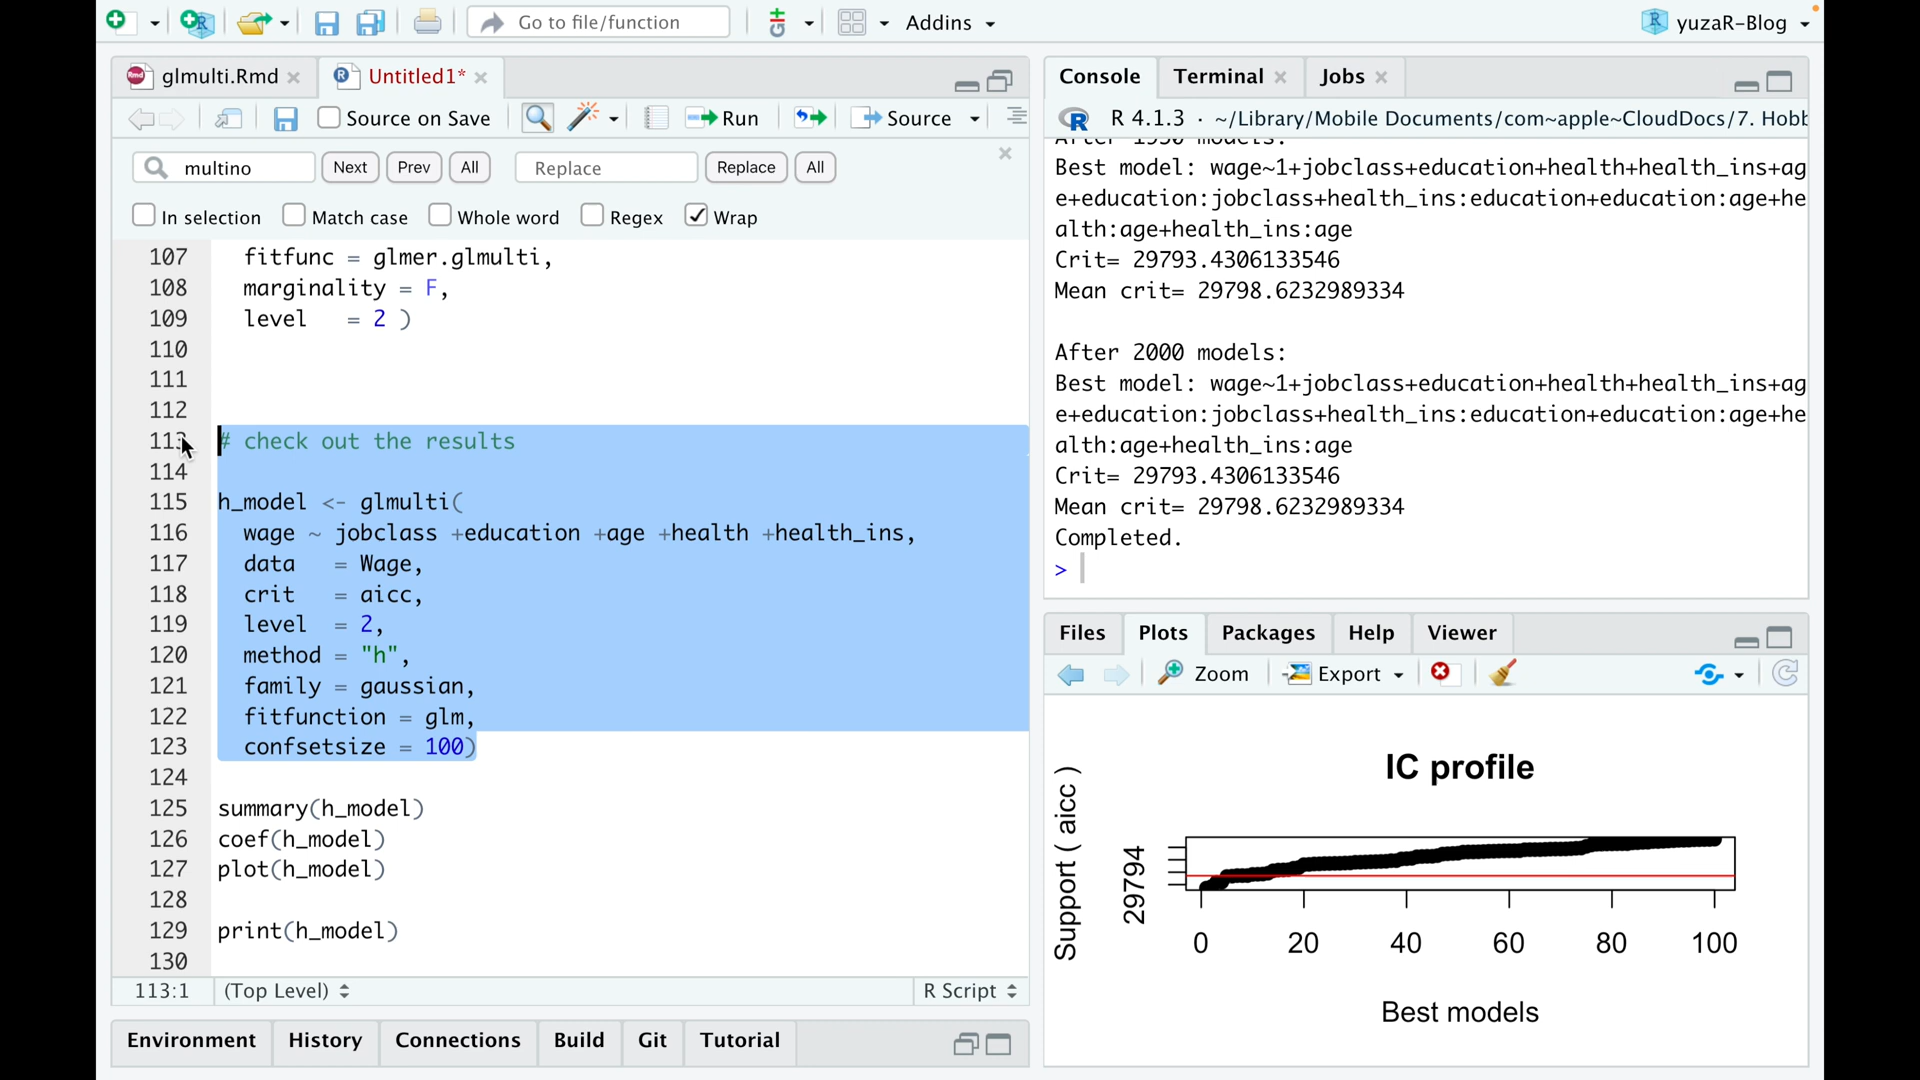 Go to file/function
Addins
yuzaR-Blog
glmulti.Rmd
Untitled1*
Source on Save
Run
Source
multino
Next
Prev
All
Replace
Replace
All
In selection
Match case
Whole word
Regex
Wrap
107 fitfunc = glmer.glmulti,
108 marginality = F,
109 level = 2 )
110
111
112
113 # check out the results
114
115 h_model <- glmulti(
116 wage ~ jobclass +education +age +health +health_ins,
117 data = Wage,
118 crit = aicc,
119 level = 2,
120 method = "h",
121 family = gaussian,
122 fitfunction = glm,
123 confsetsize = 100)
124
125 summary(h_model)
126 coef(h_model)
127 plot(h_model)
128
129 print(h_model)
130
113:1
(Top Level)
R Script
Environment
History
Connections
Build
Git
Tutorial
Console
Terminal
Jobs
R 4.1.3 · ~/Library/Mobile Documents/com~apple~CloudDocs/7. Hobb
After 1950 models:
Best model: wage~1+jobclass+education+health+health_ins+ag
e+education:jobclass+health_ins:education+education:age+he
alth:age+health_ins:age
Crit= 29793.4306133546
Mean crit= 29798.6232989334
After 2000 models:
Best model: wage~1+jobclass+education+health+health_ins+ag
e+education:jobclass+health_ins:education+education:age+he
alth:age+health_ins:age
Crit= 29793.4306133546
Mean crit= 29798.6232989334
Completed.
>
Files
Plots
Packages
Help
Viewer
Zoom
Export
IC profile
Support ( aicc )
29794
0 20 40 60 80 100
Best models